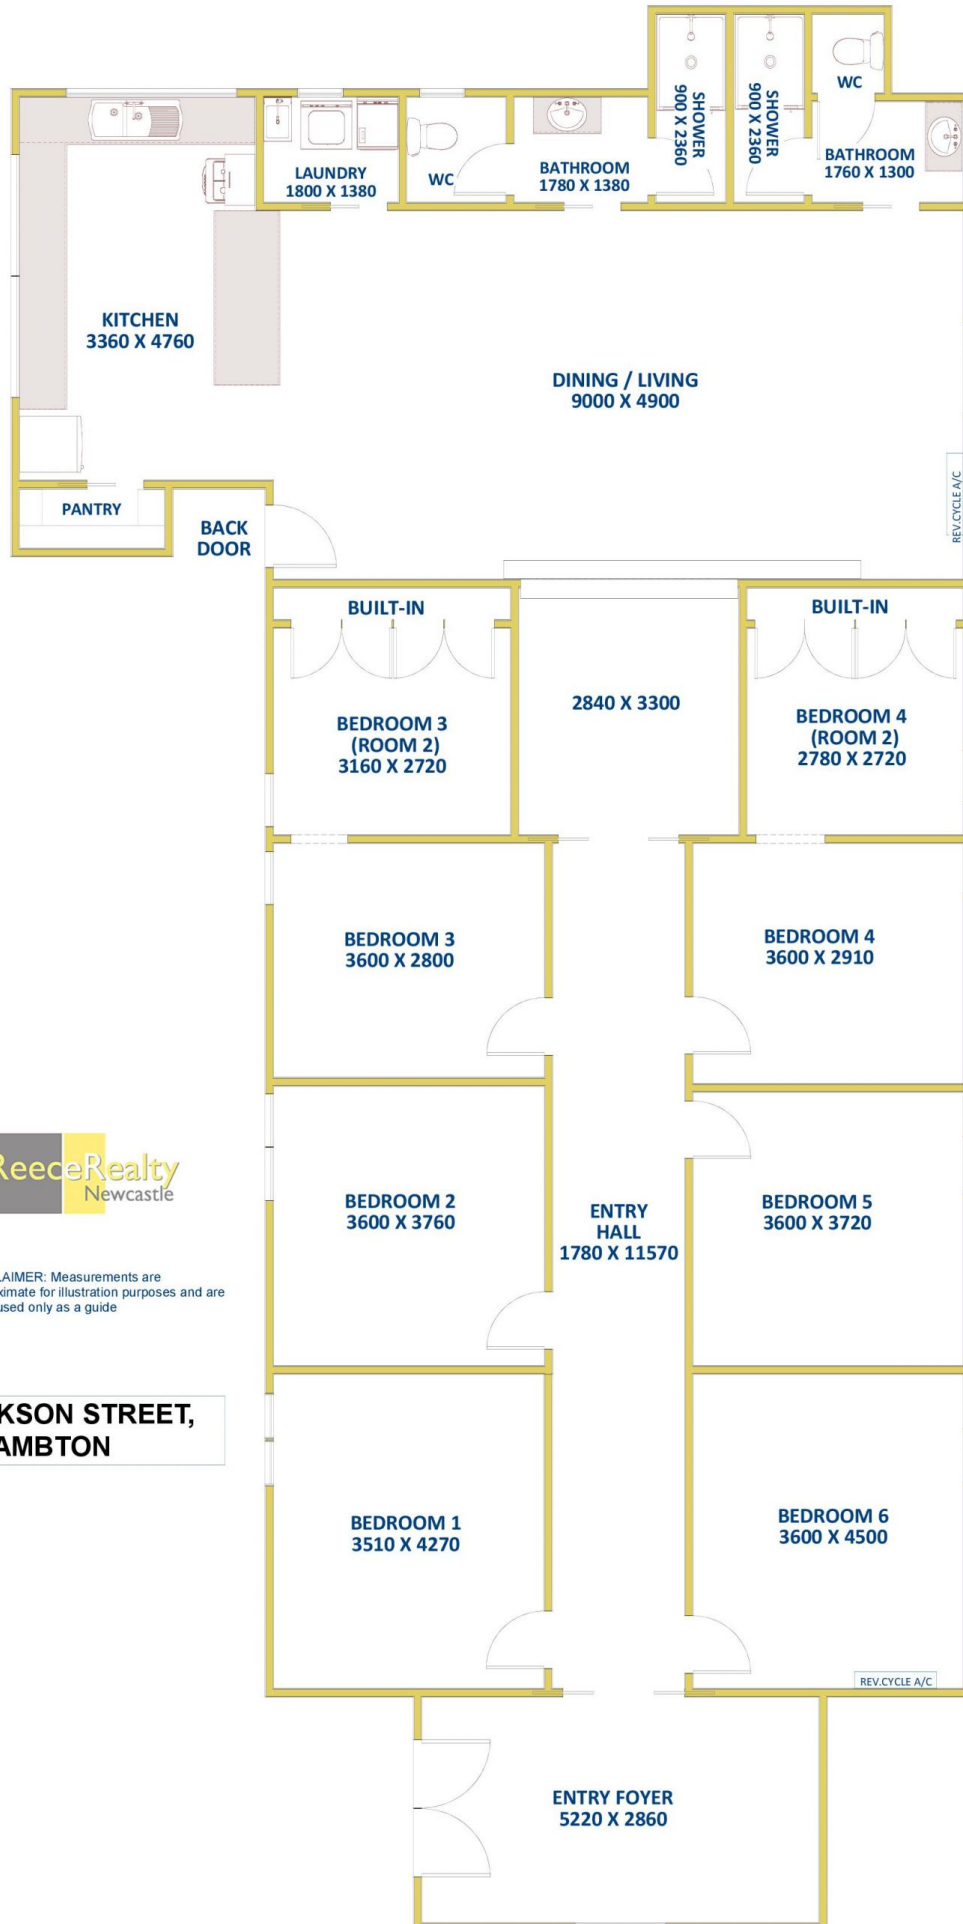 WC
SHOWER
900 X 2360
SHOWER
900 X 2360
LAUNDRY
1800 X 1380
WC
BATHROOM
1780 X 1380
BATHROOM
1760 X 1300
KITCHEN
3360 X 4760
DINING / LIVING
9000 X 4900
REV.CYCLE A/C
PANTRY
BACK
DOOR
BUILT-IN
BUILT-IN
BEDROOM 3
(ROOM 2)
3160 X 2720
2840 X 3300
BEDROOM 4
(ROOM 2)
2780 X 2720
BEDROOM 3
3600 X 2800
BEDROOM 4
3600 X 2910
ReeceRealty
Newcastle
BEDROOM 2
3600 X 3760
ENTRY
HALL
1780 X 11570
BEDROOM 5
3600 X 3720
LAIMER: Measurements are
ximate for illustration purposes and are
used only as a guide
KSON STREET,
AMBTON
BEDROOM 1
3510 X 4270
BEDROOM 6
3600 X 4500
REV.CYCLE A/C
ENTRY FOYER
5220 X 2860